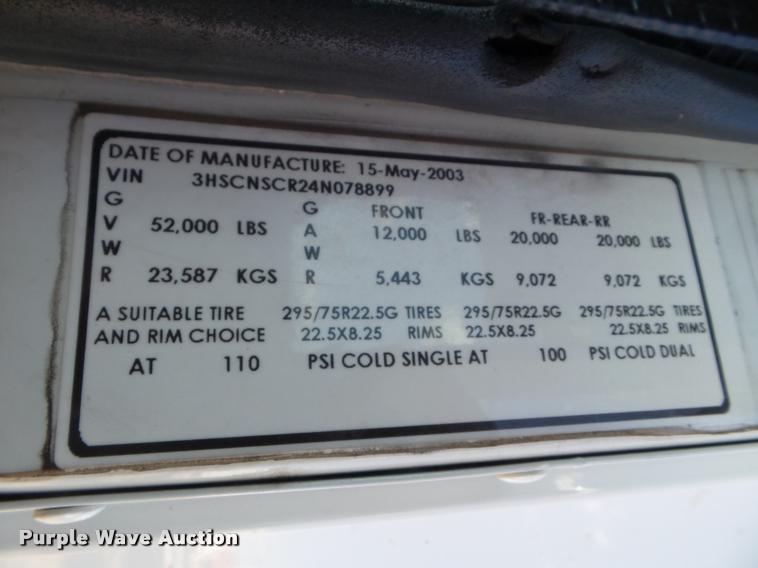 DATE OF MANUFACTURE: 15-May-2003
VIN 3HSCNSCR24N078899
G G FRONT FR-REAR-RR
V 52,000 LBS A 12,000 LBS 20,000 20,000 LBS
W W
R 23,587 KGS R 5,443 KGS 9,072 9,072 KGS
A SUITABLE TIRE 295/75R22.5G TIRES 295/75R22.5G 295/75R22.5G TIRES
AND RIM CHOICE 22.5X8.25 RIMS 22.5X8.25 22.5X8.25 RIMS
AT 110 PSI COLD SINGLE AT 100 PSI COLD DUAL
Purple Wave Auction